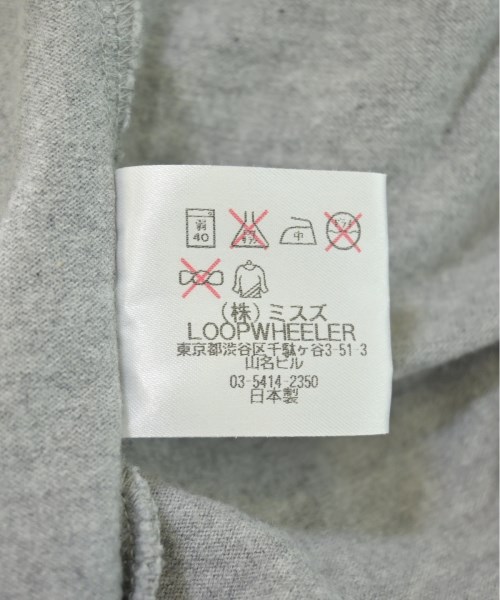 弱 40 中
(株)ミスズ
LOOPWHEELER
東京都渋谷区千駄ヶ谷3-51-3
山名ビル
03-5414-2350
日本製